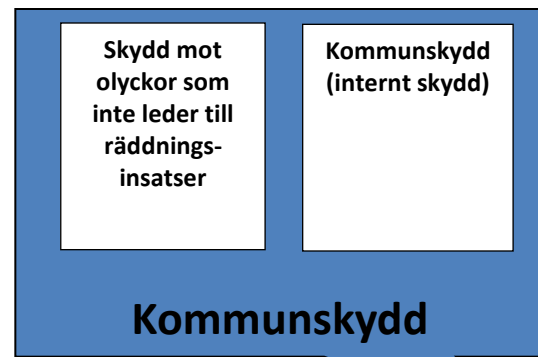 Skydd mot
olyckor som
inte leder till
räddnings-
insatser
Kommunskydd
(internt skydd)
Kommunskydd